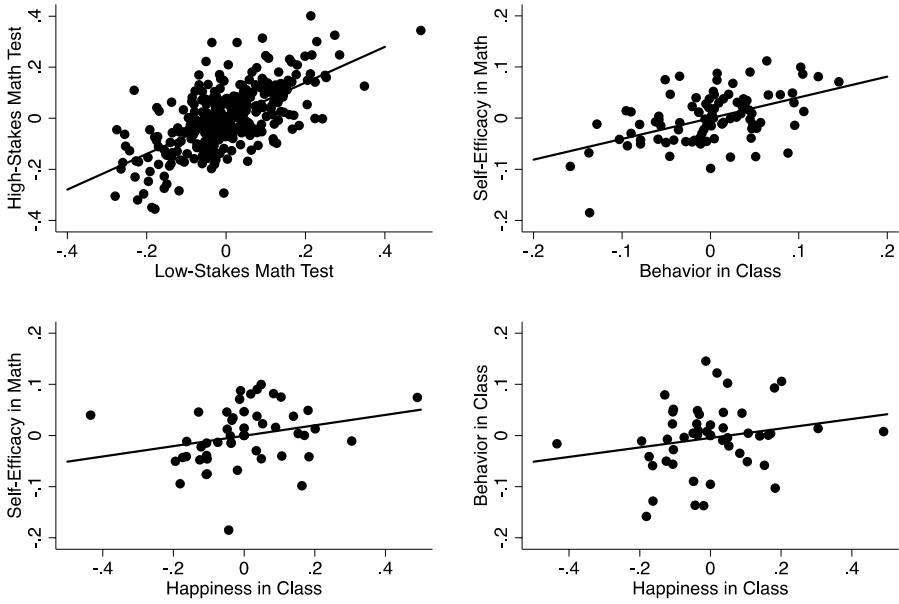 High-Stakes Math Test
.4
.2
0
-.2
-.4
-.4 -.2 0 .2 .4
Low-Stakes Math Test
Self-Efficacy in Math
.2
.1
0
-.1
-.2
-.2 -.1 0 .1 .2
Behavior in Class
Self-Efficacy in Math
.2
.1
0
-.1
-.2
-.4 -.2 0 .2 .4
Happiness in Class
Behavior in Class
.2
.1
0
-.1
-.2
-.4 -.2 0 .2 .4
Happiness in Class